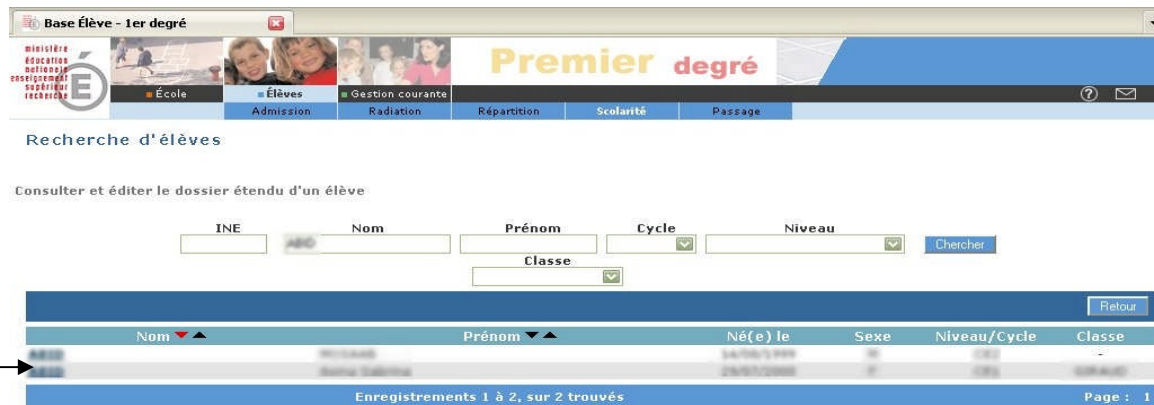 Base Élève - 1er degré
ministère
éducation
nationale
enseignement
supérieur
recherche
É
Premier degré
École
Élèves
Gestion courante
Admission
Radiation
Répartition
Scolarité
Passage
Recherche d'élèves
Consulter et éditer le dossier étendu d'un élève
INE Nom Prénom Cycle Niveau
Chercher
Classe
Retour
Nom Prénom Né(e) le Sexe Niveau/Cycle Classe
-
Enregistrements 1 à 2, sur 2 trouvés Page : 1